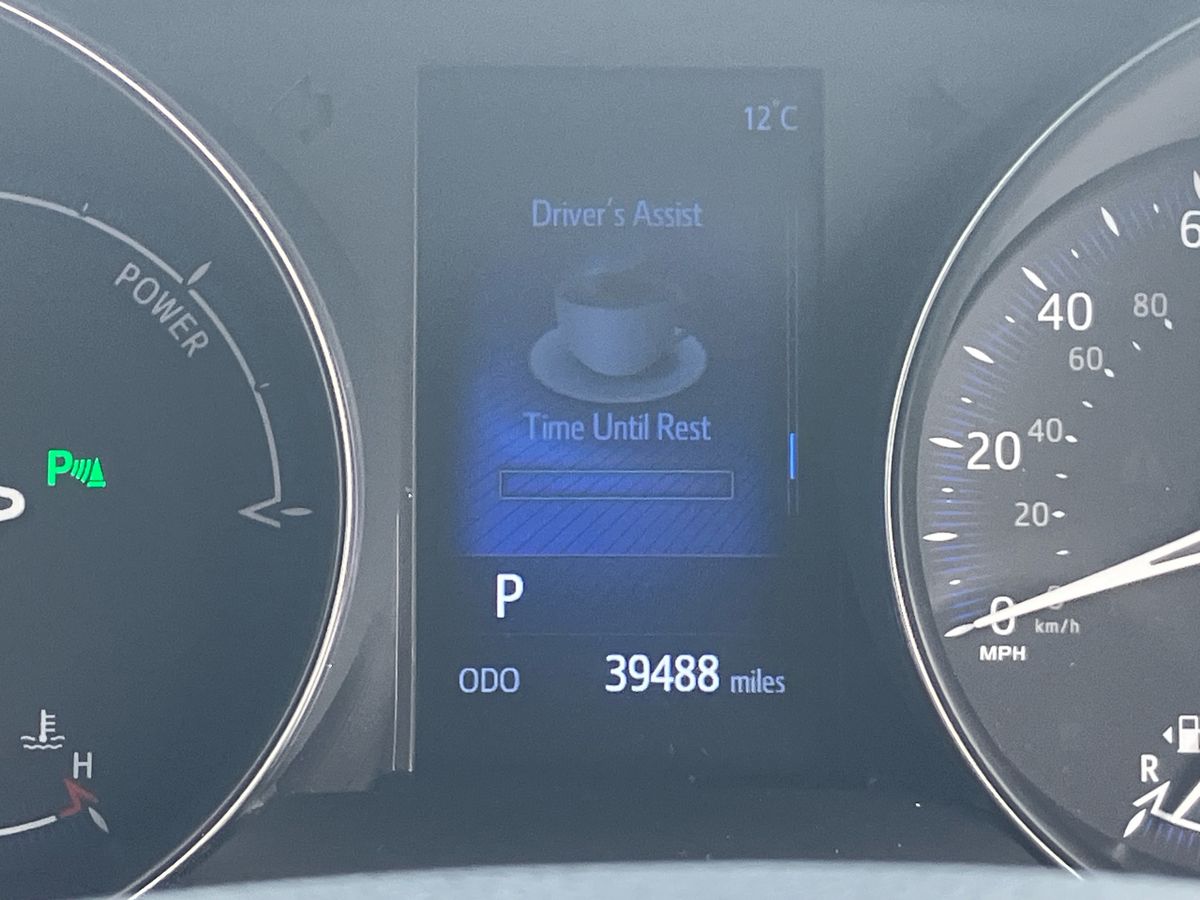 12°C
Driver's Assist
Time Until Rest
P
ODO 39488 miles
POWER
P
H
6
40
80
60
20
40
20
0
km/h
MPH
R